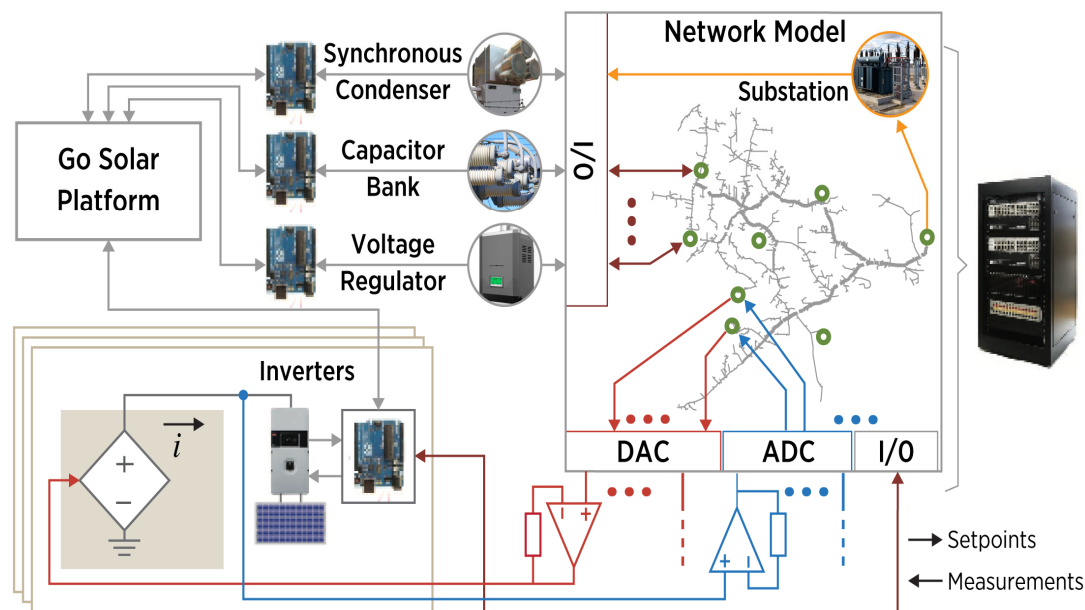 Network Model
Synchronous
Condenser
Substation
Go Solar
Platform
Capacitor
Bank
I/O
Voltage
Regulator
Inverters
i
+
−
DAC
ADC
I/O
− +
+ −
Setpoints
Measurements